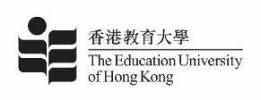 香港教育大學
The Education University
of Hong Kong